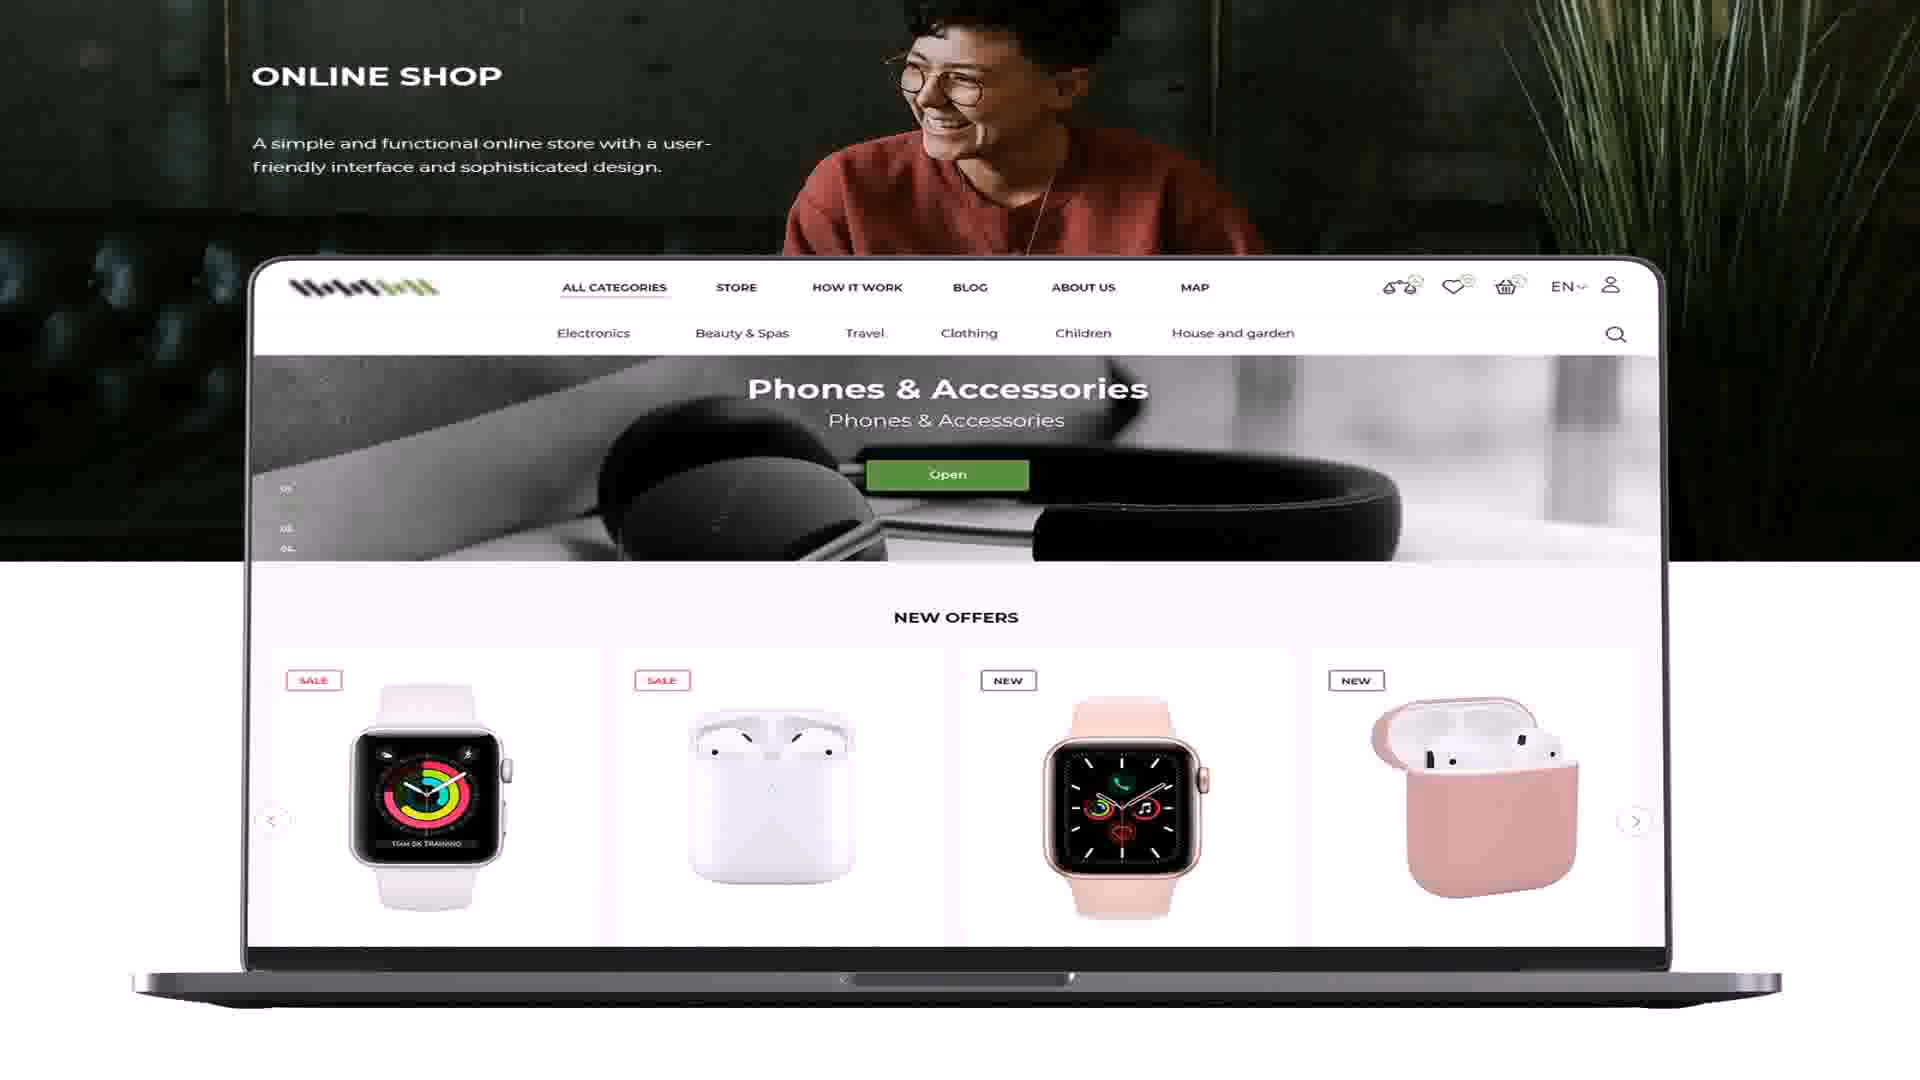 ONLINE SHOP
A simple and functional online store with a user-
friendly interface and sophisticated design.
ALL CATEGORIES STORE HOW IT WORK BLOG ABOUT US MAP EN
Electronics Beauty & Spas Travel Clothing Children House and garden
Phones & Accessories
Phones & Accessories
Open
NEW OFFERS
SALE SALE NEW NEW